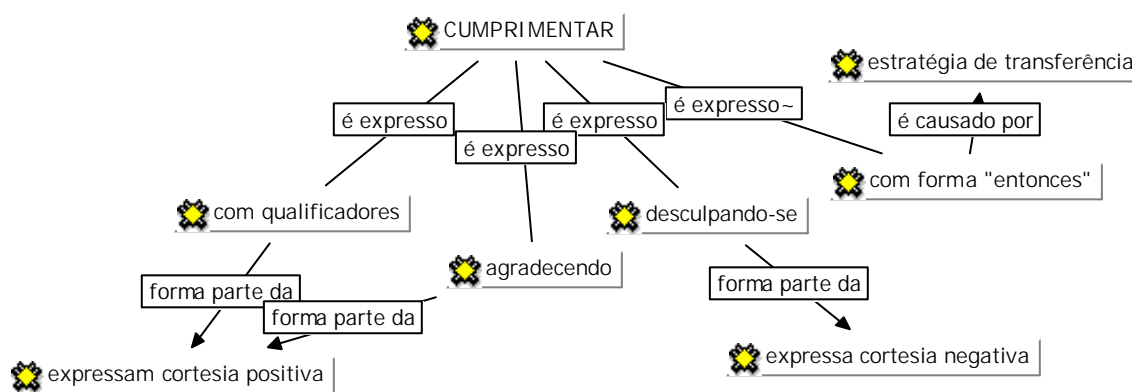 CUMPRIMENTAR
estratégia de transferência
é expresso~
é expresso
é expresso
é causado por
é expresso
com forma "entonces"
com qualificadores
desculpando-se
agradecendo
forma parte da
forma parte da
forma parte da
expressa cortesia negativa
expressam cortesia positiva